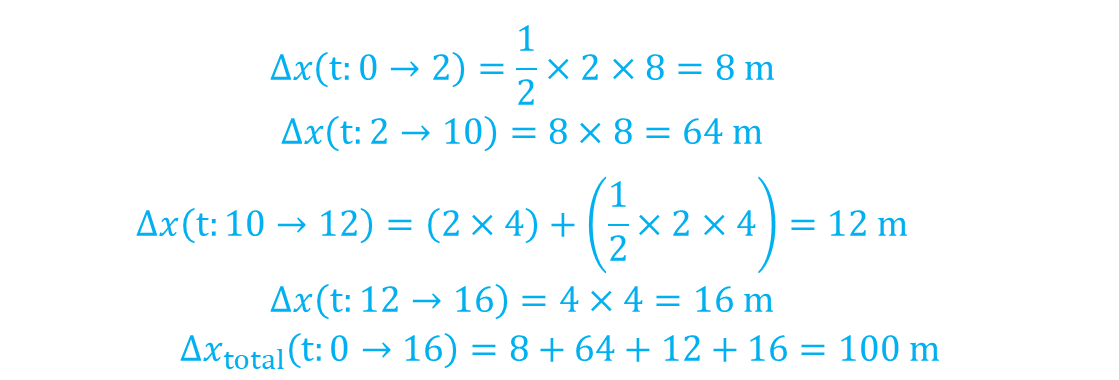 Δx(t: 0 → 2) = 1/2 × 2 × 8 = 8 m
Δx(t: 2 → 10) = 8 × 8 = 64 m
Δx(t: 10 → 12) = (2 × 4) + (1/2 × 2 × 4) = 12 m
Δx(t: 12 → 16) = 4 × 4 = 16 m
Δx_total(t: 0 → 16) = 8 + 64 + 12 + 16 = 100 m